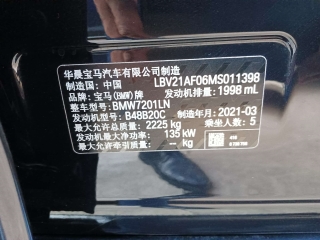 华晨宝马汽车有限公司制造
制造国：中国 LBV21AF06MS011398
品牌：宝马(BMW)牌 发动机排量：1998 mL
整车型号：BMW7201LN
发动机型号：B48B20C 制造年月：2021-03
最大允许总质量：2225 kg 乘坐人数：5
发动机最大净功率：135 kW
最大允许牵引质量：-- kg